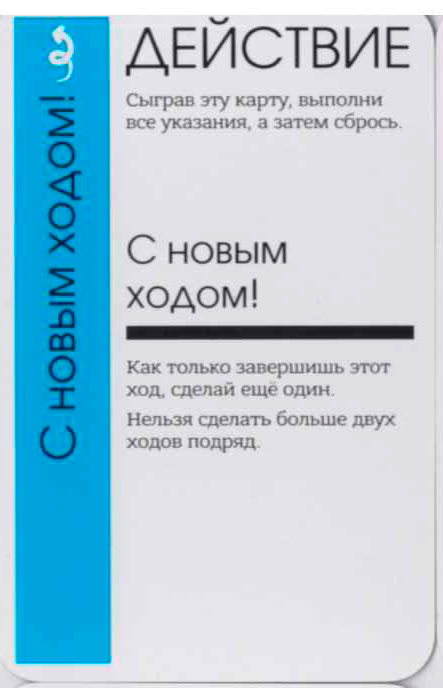 С новым ходом!
ДЕЙСТВИЕ
Сыграв эту карту, выполни
все указания, а затем сбрось.
С новым
ходом!
Как только завершишь этот
ход, сделай ещё один.
Нельзя сделать больше двух
ходов подряд.